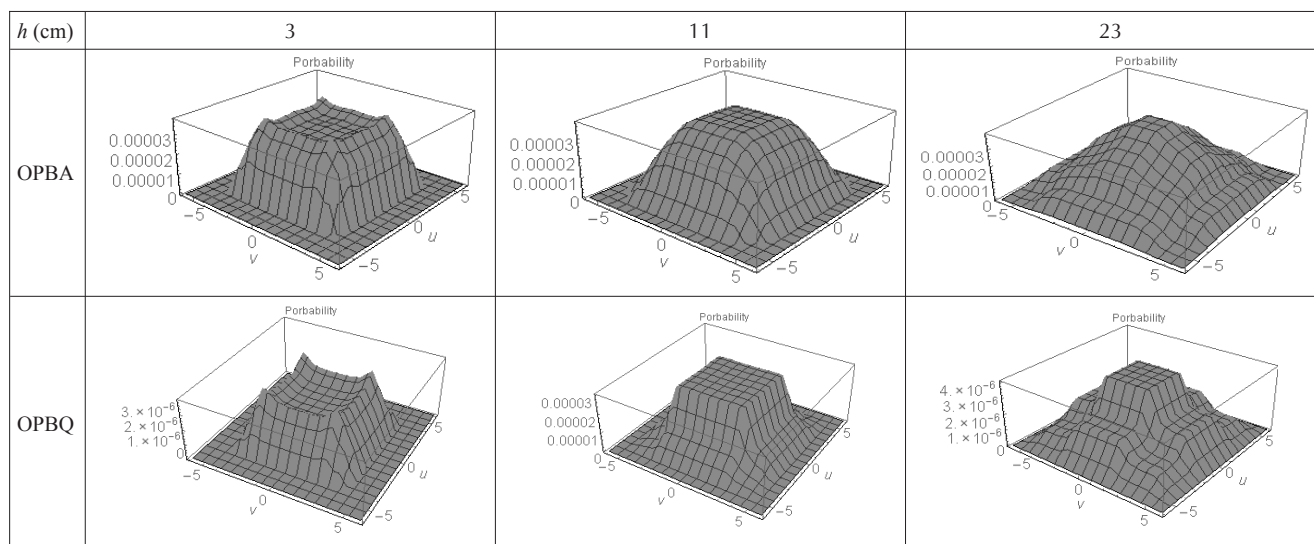 h (cm) 3 11 23
OPBA
Porbability
0.00003
0.00002
0.00001
0
−5
0
v
5
−5
0
u
5
Porbability
0.00003
0.00002
0.00001
0
−5
0
v
5
−5
0
u
5
Porbability
0.00003
0.00002
0.00001
0
−5
0
v
5
−5
0
u
5
OPBQ
Porbability
3. × 10⁻⁶
2. × 10⁻⁶
1. × 10⁻⁶
0
−5
0
v
5
−5
0
u
5
Porbability
0.00003
0.00002
0.00001
0
−5
0
v
5
−5
0
u
5
Porbability
4. × 10⁻⁶
3. × 10⁻⁶
2. × 10⁻⁶
1. × 10⁻⁶
0
−5
0
v
5
−5
0
u
5